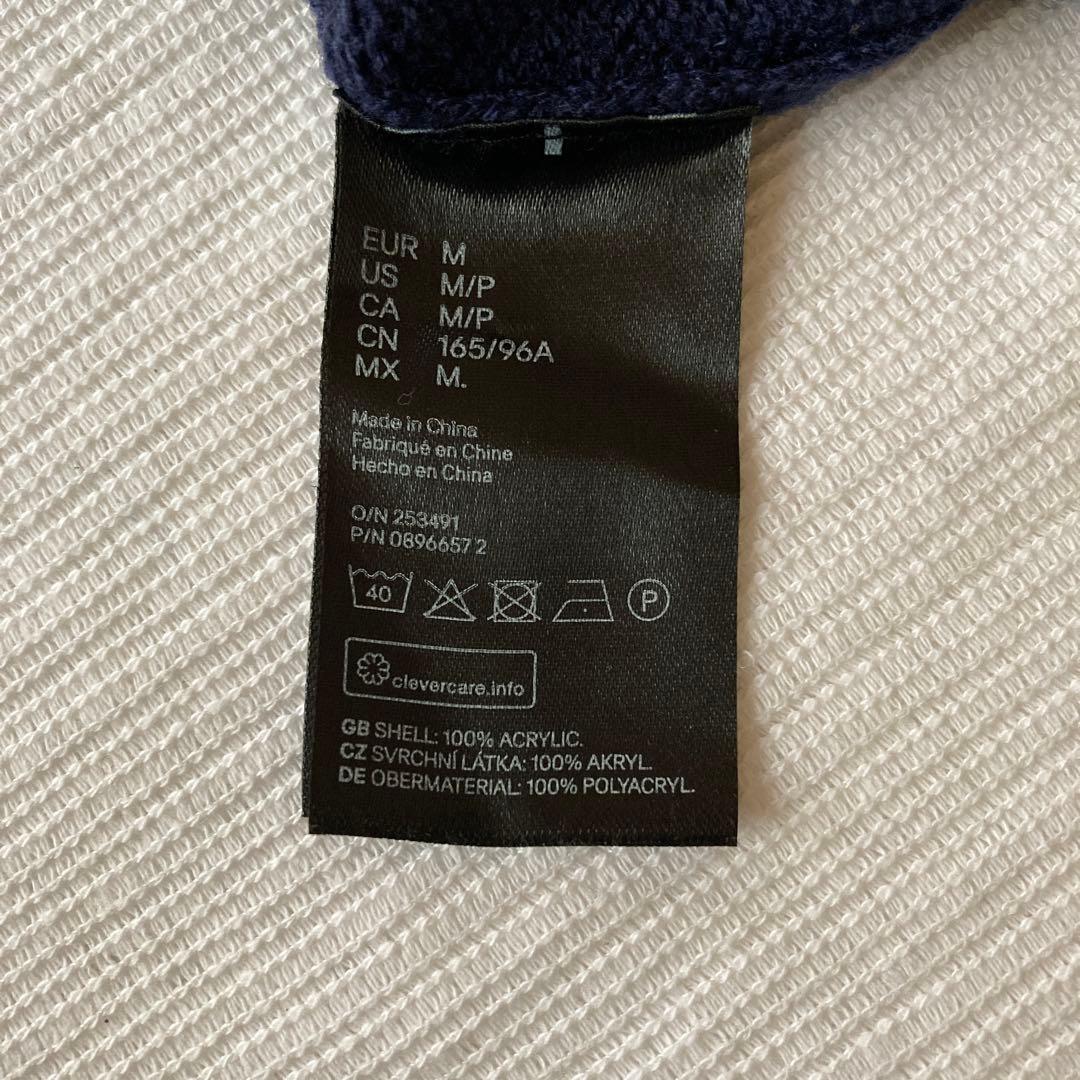 EUR M
US M/P
CA M/P
CN 165/96A
MX M.
Made in China
Fabriqué en Chine
Hecho en China
O/N 253491
P/N 0896657 2
40
P
clevercare.info
GB SHELL: 100% ACRYLIC.
CZ SVRCHNÍ LÁTKA: 100% AKRYL.
DE OBERMATERIAL: 100% POLYACRYL.